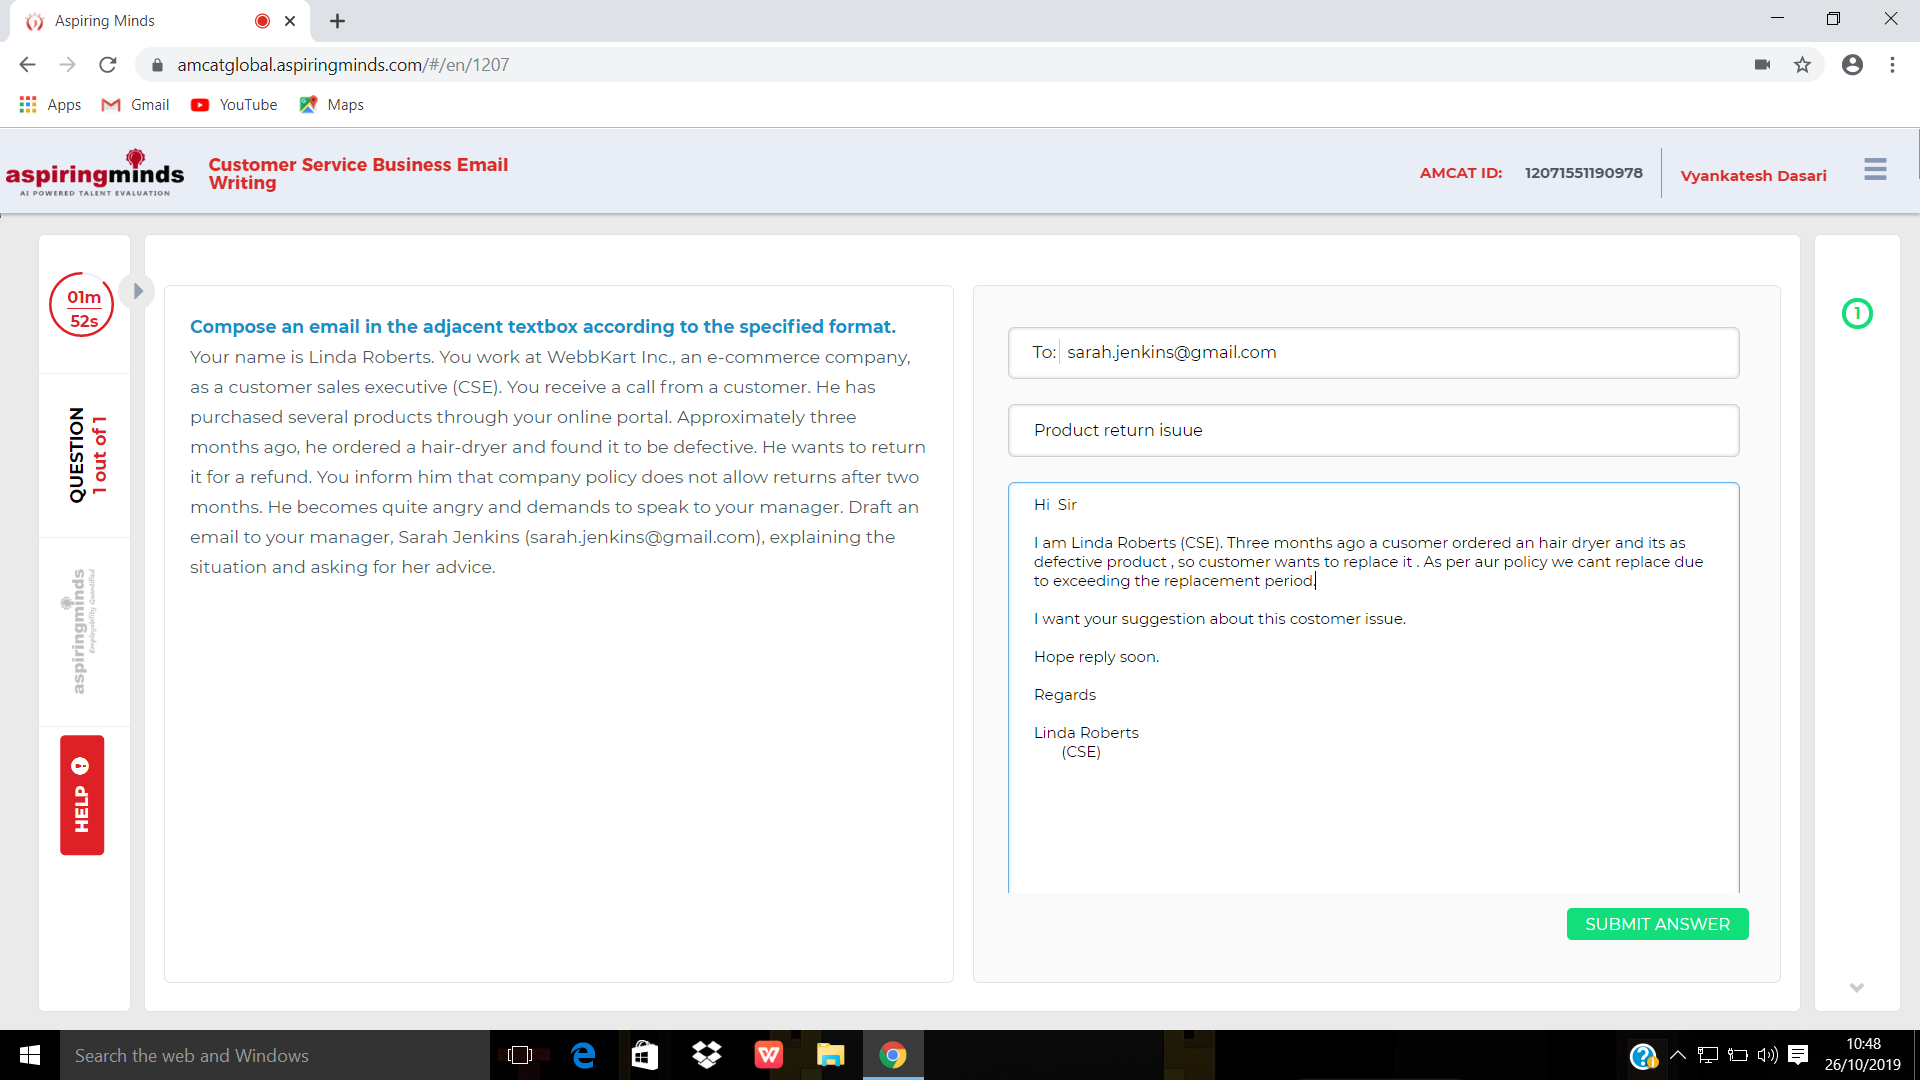 Aspiring Minds
amcatglobal.aspiringminds.com/#/en/1207
Apps Gmail YouTube Maps
aspiringminds
AI POWERED TALENT EVALUATION
Customer Service Business Email
Writing
AMCAT ID: 12071551190978 Vyankatesh Dasari
01m
52s
QUESTION
1 out of 1
aspiringminds
Employability Quantified
HELP
Compose an email in the adjacent textbox according to the specified format.
Your name is Linda Roberts. You work at WebbKart Inc., an e-commerce company,
as a customer sales executive (CSE). You receive a call from a customer. He has
purchased several products through your online portal. Approximately three
months ago, he ordered a hair-dryer and found it to be defective. He wants to return
it for a refund. You inform him that company policy does not allow returns after two
months. He becomes quite angry and demands to speak to your manager. Draft an
email to your manager, Sarah Jenkins (sarah.jenkins@gmail.com), explaining the
situation and asking for her advice.
To: sarah.jenkins@gmail.com
Product return isuue
Hi  Sir
I am Linda Roberts (CSE). Three months ago a cusomer ordered an hair dryer and its as
defective product , so customer wants to replace it . As per aur policy we cant replace due
to exceeding the replacement period.
I want your suggestion about this costomer issue.
Hope reply soon.
Regards
Linda Roberts
(CSE)
SUBMIT ANSWER
1
Search the web and Windows
10:48
26/10/2019